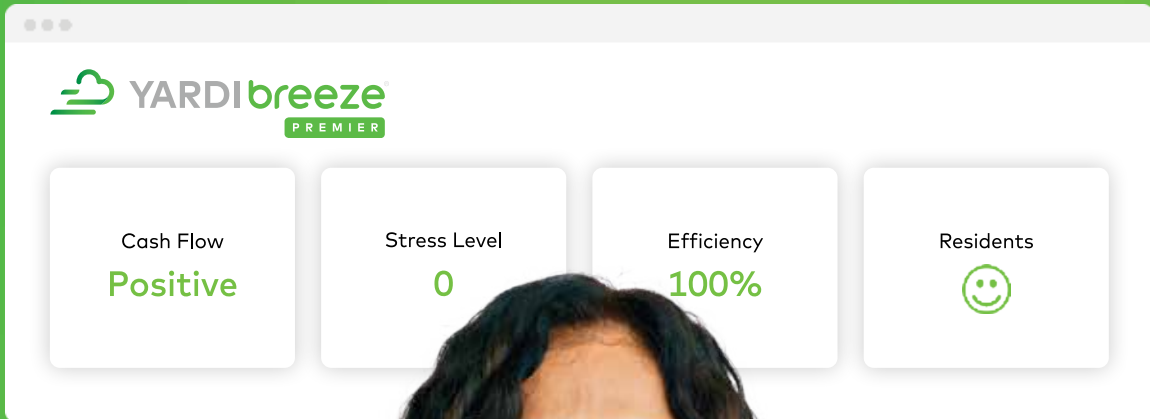 YARDI breeze
PREMIER
Cash Flow
Positive
Stress Level
0
Efficiency
100%
Residents